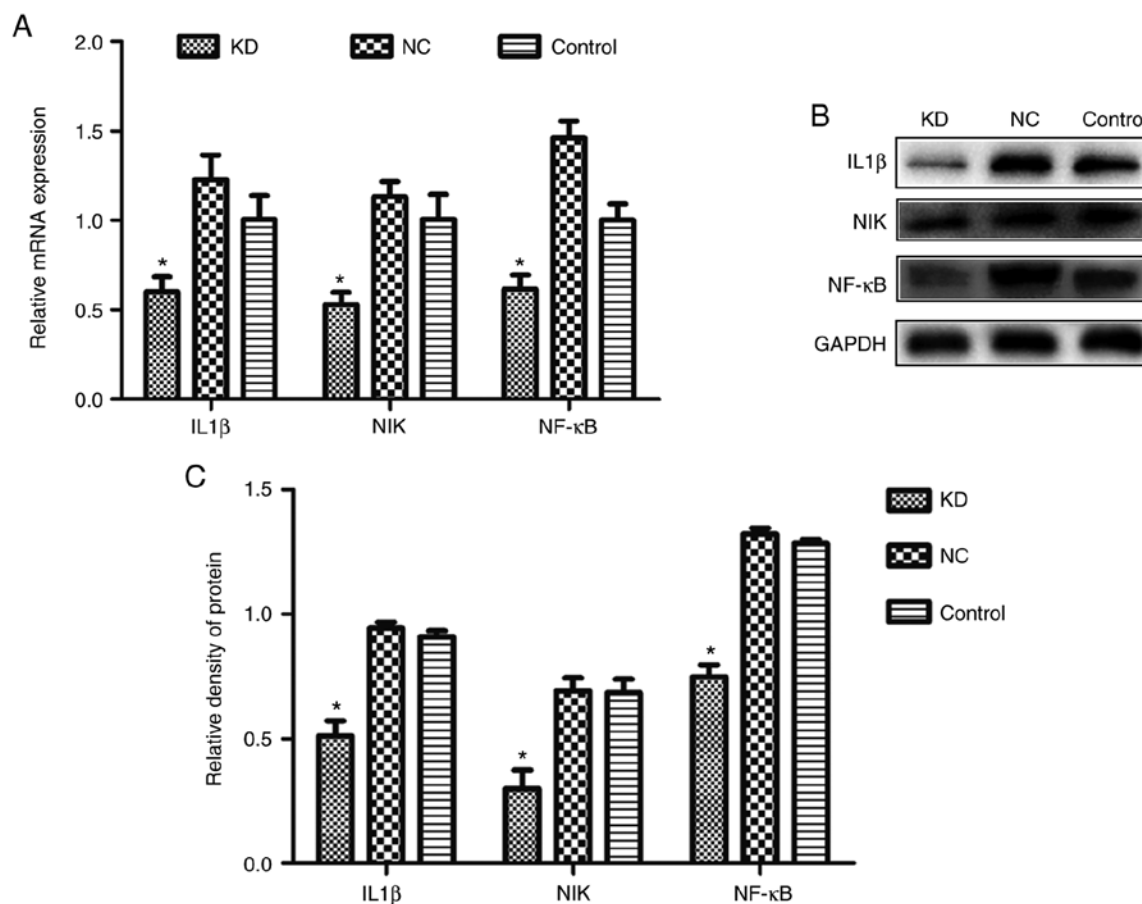 A
KD NC Control
Relative mRNA expression
2.0
1.5
1.0
0.5
0.0
* * *
IL1β NIK NF-κB
B
KD NC Contro
IL1β
NIK
NF-κB
GAPDH
C
Relative density of protein
1.5
1.0
0.5
0.0
* * *
IL1β NIK NF-κB
KD
NC
Control